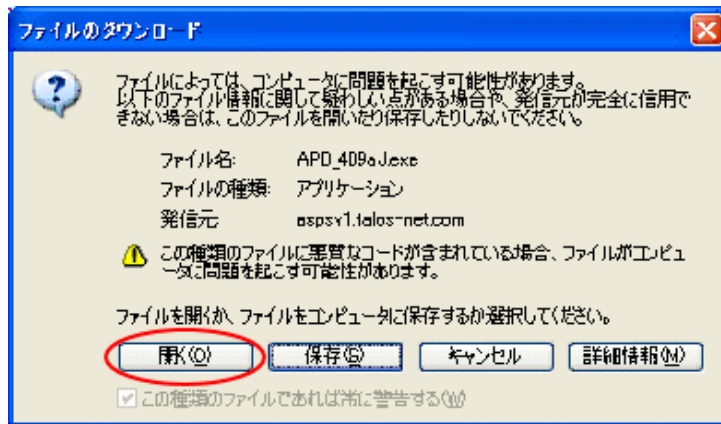 ファイルのダウンロード
ファイルによっては、コンピュータに問題を起こす可能性があります。
以下のファイル情報に関して疑わしい点がある場合や、発信元が完全に信用で
きない場合は、このファイルを開いたり保存したりしないでください。
ファイル名: APD_409aJ.exe
ファイルの種類: アプリケーション
発信元 aspsv1.talos-net.com
この種類のファイルに悪質なコードが含まれている場合、ファイルがコンピュ
ータに問題を起こす可能性があります。
ファイルを開くか、ファイルをコンピュータに保存するか選択してください。
開く(O) 保存(S) キャンセル 詳細情報(M)
この種類のファイルであれば常に警告する(W)